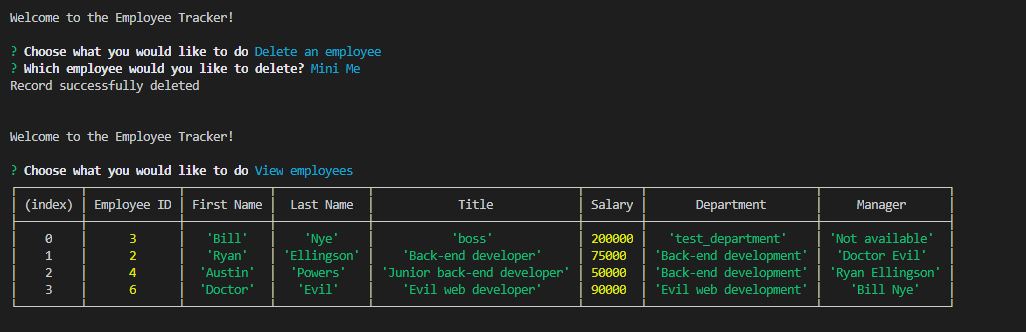 Welcome to the Employee Tracker!
? Choose what you would like to do Delete an employee
? Which employee would you like to delete? Mini Me
Record successfully deleted
Welcome to the Employee Tracker!
? Choose what you would like to do View employees
(index) Employee ID First Name Last Name Title Salary Department Manager
0 3 'Bill' 'Nye' 'boss' 200000 'test_department' 'Not available'
1 2 'Ryan' 'Ellingson' 'Back-end developer' 75000 'Back-end development' 'Doctor Evil'
2 4 'Austin' 'Powers' 'Junior back-end developer' 50000 'Back-end development' 'Ryan Ellingson'
3 6 'Doctor' 'Evil' 'Evil web developer' 90000 'Evil web development' 'Bill Nye'